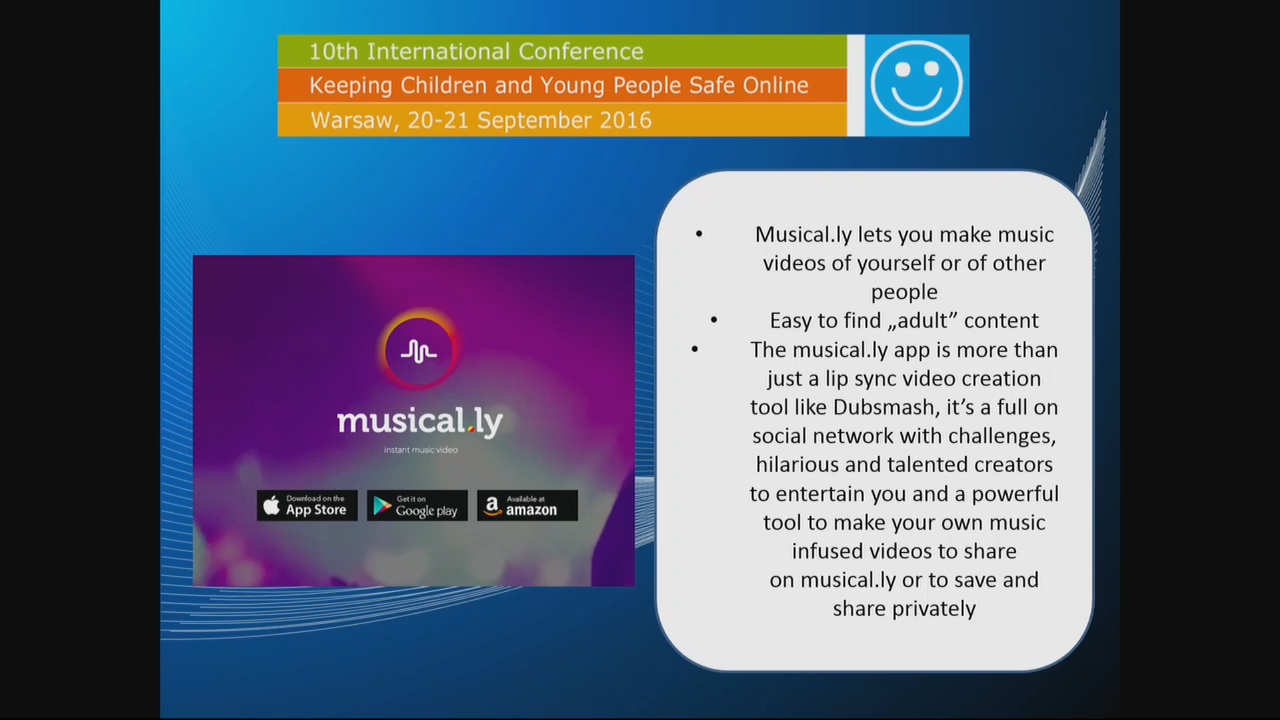 10th International Conference
Keeping Children and Young People Safe Online
Warsaw, 20-21 September 2016
musical.ly
instant music video
Download on the
App Store
Get it on
Google play
Available at
amazon
• Musical.ly lets you make music
videos of yourself or of other
people
• Easy to find „adult” content
• The musical.ly app is more than
just a lip sync video creation
tool like Dubsmash, it’s a full on
social network with challenges,
hilarious and talented creators
to entertain you and a powerful
tool to make your own music
infused videos to share
on musical.ly or to save and
share privately